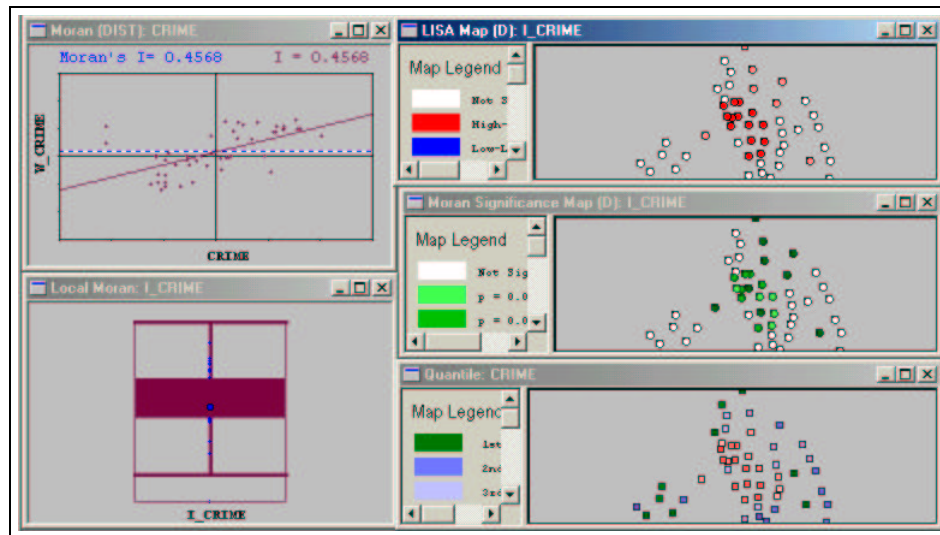 Moran (DIST): CRIME
Moran's I= 0.4568
I = 0.4568
W_CRIME
CRIME
Local Moran: I_CRIME
I_CRIME
LISA Map (D): I_CRIME
Map Legend
Not S
High-
Low-L
Moran Significance Map (D): I_CRIME
Map Legend
Not Sig
p = 0.0
p = 0.0
Quantile: CRIME
Map Legend
1st
2nd
3rd